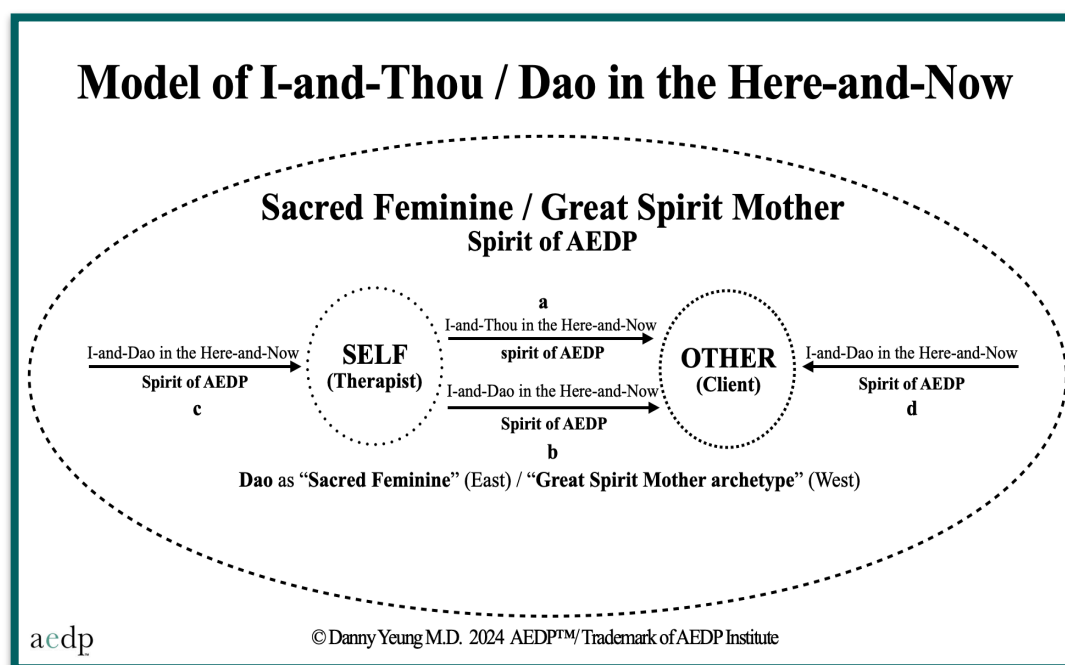 Model of I-and-Thou / Dao in the Here-and-Now
Sacred Feminine / Great Spirit Mother
Spirit of AEDP
a
I-and-Thou in the Here-and-Now
spirit of AEDP
I-and-Dao in the Here-and-Now
Spirit of AEDP
c
SELF
(Therapist)
OTHER
(Client)
I-and-Dao in the Here-and-Now
Spirit of AEDP
d
I-and-Dao in the Here-and-Now
Spirit of AEDP
b
Dao as “Sacred Feminine” (East) / “Great Spirit Mother archetype” (West)
aedp™
© Danny Yeung M.D. 2024 AEDP™/ Trademark of AEDP Institute